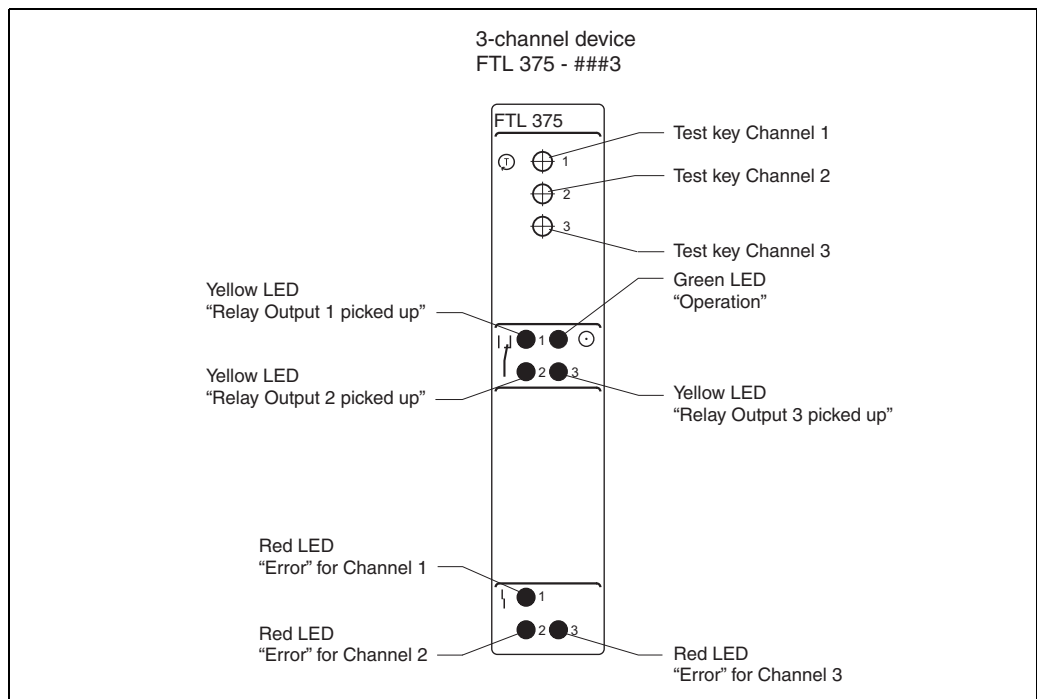 3-channel device
FTL 375 - ###3
FTL 375
Test key Channel 1
T
1
Test key Channel 2
2
3
Test key Channel 3
Green LED
“Operation”
Yellow LED
“Relay Output 1 picked up”
1
Yellow LED
“Relay Output 2 picked up”
2 3
Yellow LED
“Relay Output 3 picked up”
Red LED
“Error” for Channel 1
1
Red LED
“Error” for Channel 2
2 3
Red LED
“Error” for Channel 3